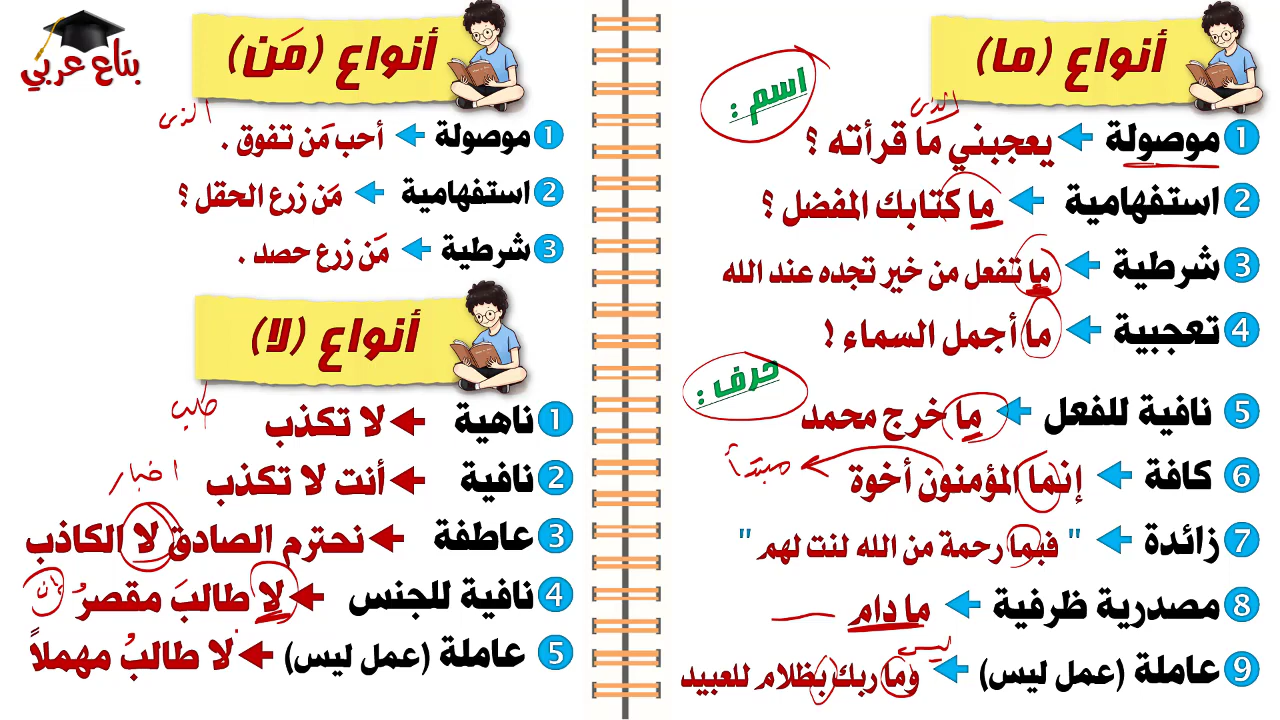 أنواع (ما)
اسم :
الذى
1 موصولة ← يعجبني ما قرأته ؟
2 استفهامية ← ما كتابك المفضل ؟
3 شرطية ← ما تفعل من خير تجده عند الله
4 تعجبية ← ما أجمل السماء !
حرف :
5 نافية للفعل ← ما خرج محمد
6 كافة ← إنما المؤمنون أخوة
مبتدأ
7 زائدة ← " فبما رحمة من الله لنت لهم "
8 مصدرية ظرفية ← ما دام
ليس
9 عاملة (عمل ليس) ← وما ربك بظلام للعبيد
بتاع عربي
أنواع (مَن)
الذى
1 موصولة ← أحب مَن تفوق .
2 استفهامية ← مَن زرع الحقل ؟
3 شرطية ← مَن زرع حصد .
أنواع (لا)
طلب
1 ناهية ← لا تكذب
اخبار
2 نافية ← أنت لا تكذب
3 عاطفة ← نحترم الصادق لا الكاذب
4 نافية للجنس ← لا طالبَ مقصرُ
5 عاملة (عمل ليس) ← لا طالبُ مهملاً